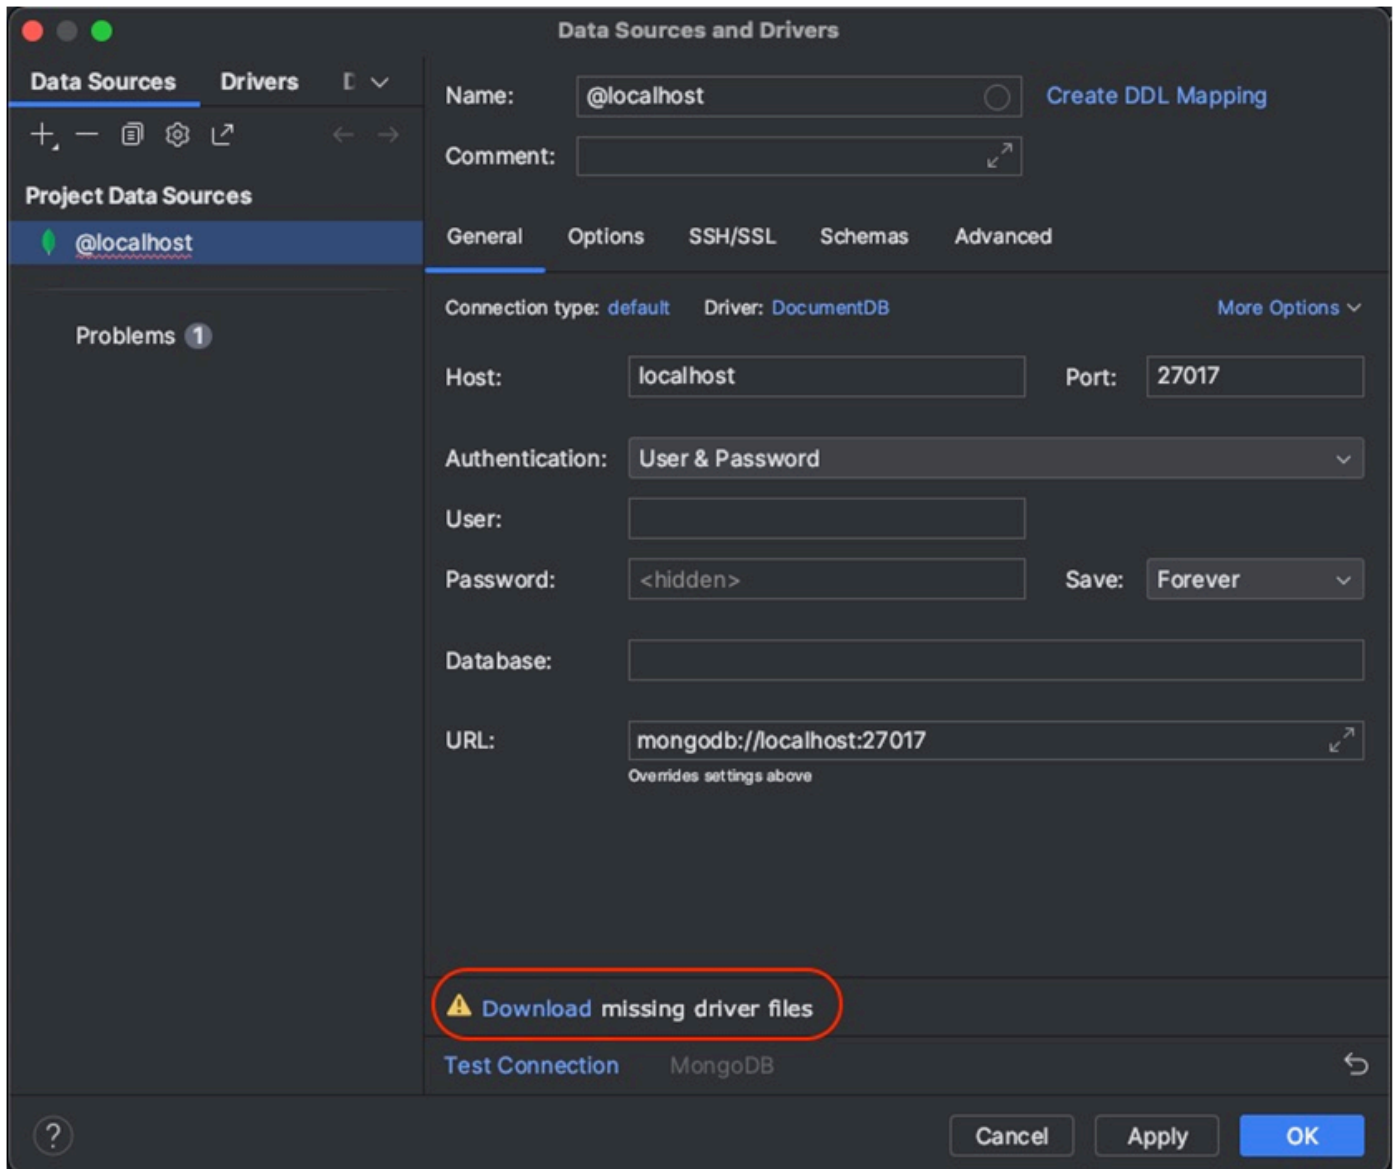 Data Sources and Drivers
Data Sources Drivers D
Project Data Sources
@localhost
Problems 1
Name: @localhost Create DDL Mapping
Comment:
General Options SSH/SSL Schemas Advanced
Connection type: default Driver: DocumentDB More Options
Host: localhost Port: 27017
Authentication: User & Password
User:
Password: <hidden> Save: Forever
Database:
URL: mongodb://localhost:27017
Overrides settings above
Download missing driver files
Test Connection MongoDB
? Cancel Apply OK